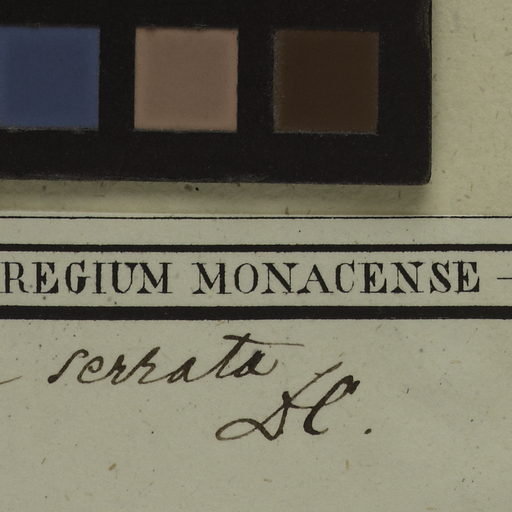 REGIUM MONACENSE —
serrata
DC.